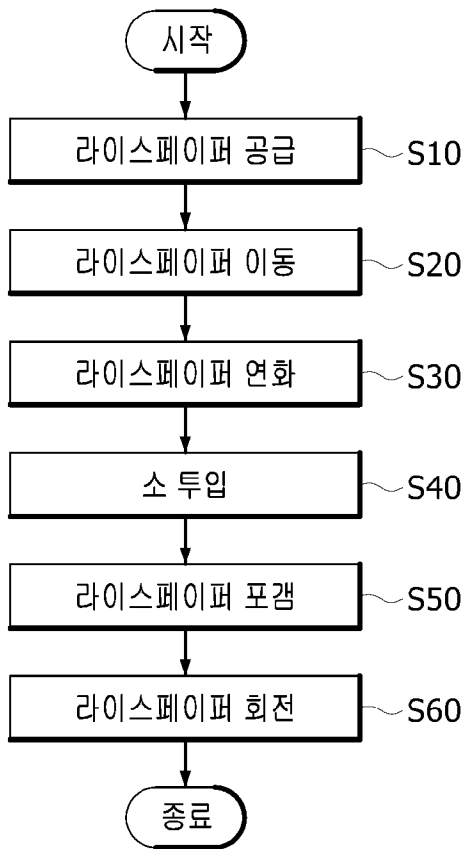 시작
라이스페이퍼 공급 S10
라이스페이퍼 이동 S20
라이스페이퍼 연화 S30
소 투입 S40
라이스페이퍼 포갬 S50
라이스페이퍼 회전 S60
종료